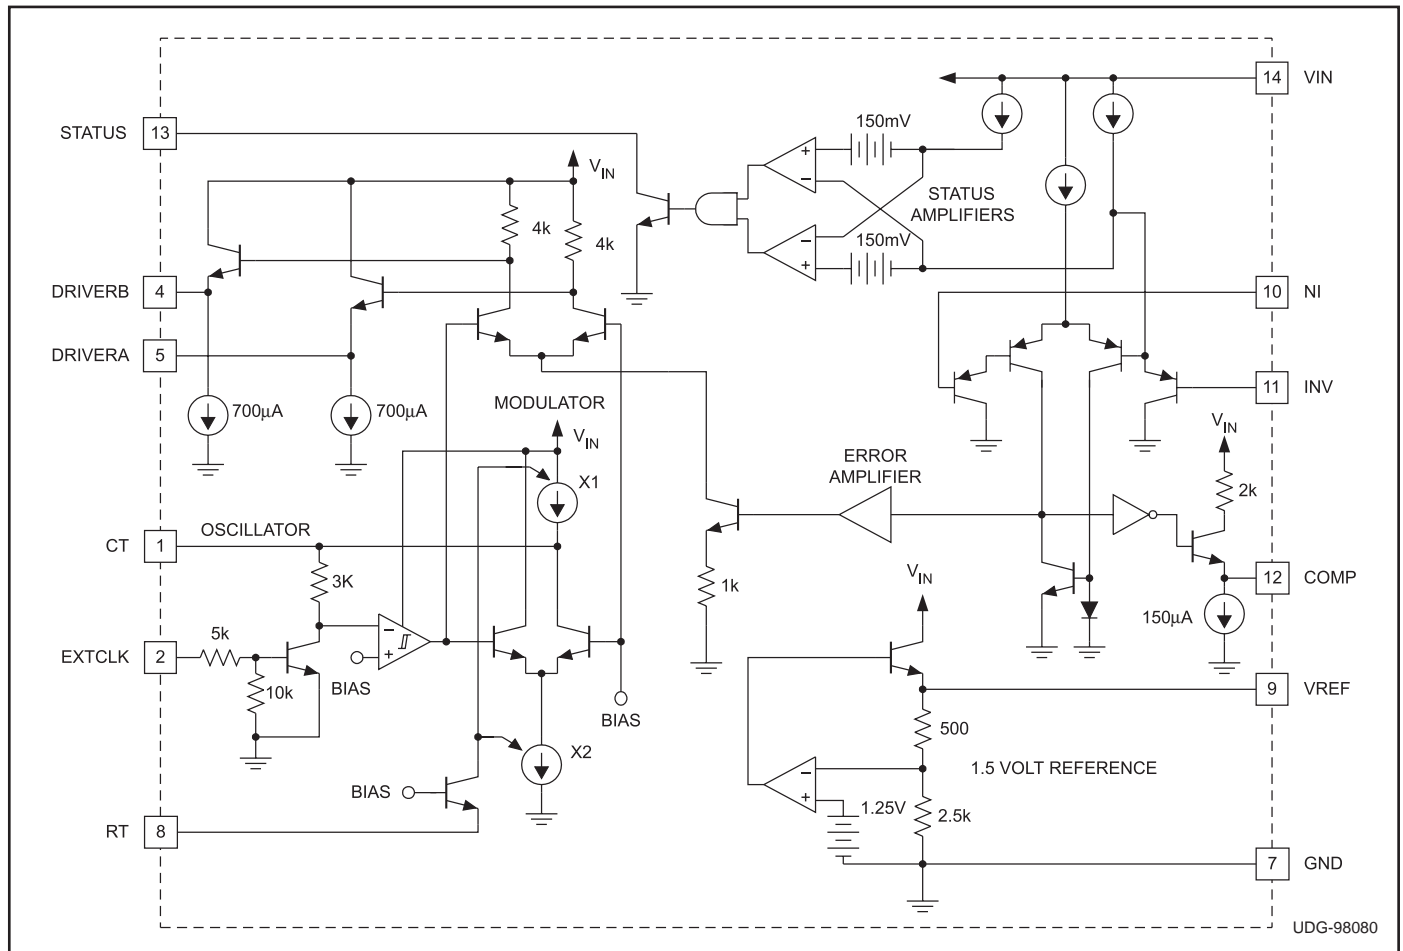 14 VIN
STATUS 13
150mV
VIN
STATUS
AMPLIFIERS
4k
4k
150mV
DRIVERB 4
10 NI
DRIVERA 5
11 INV
700µA
700µA
MODULATOR
VIN
VIN
ERROR
AMPLIFIER
X1
2k
OSCILLATOR
CT 1
3K
VIN
12 COMP
1k
150µA
5k
EXTCLK 2
BIAS
10k
9 VREF
BIAS
500
X2
1.5 VOLT REFERENCE
BIAS
1.25V
2.5k
RT 8
7 GND
UDG-98080